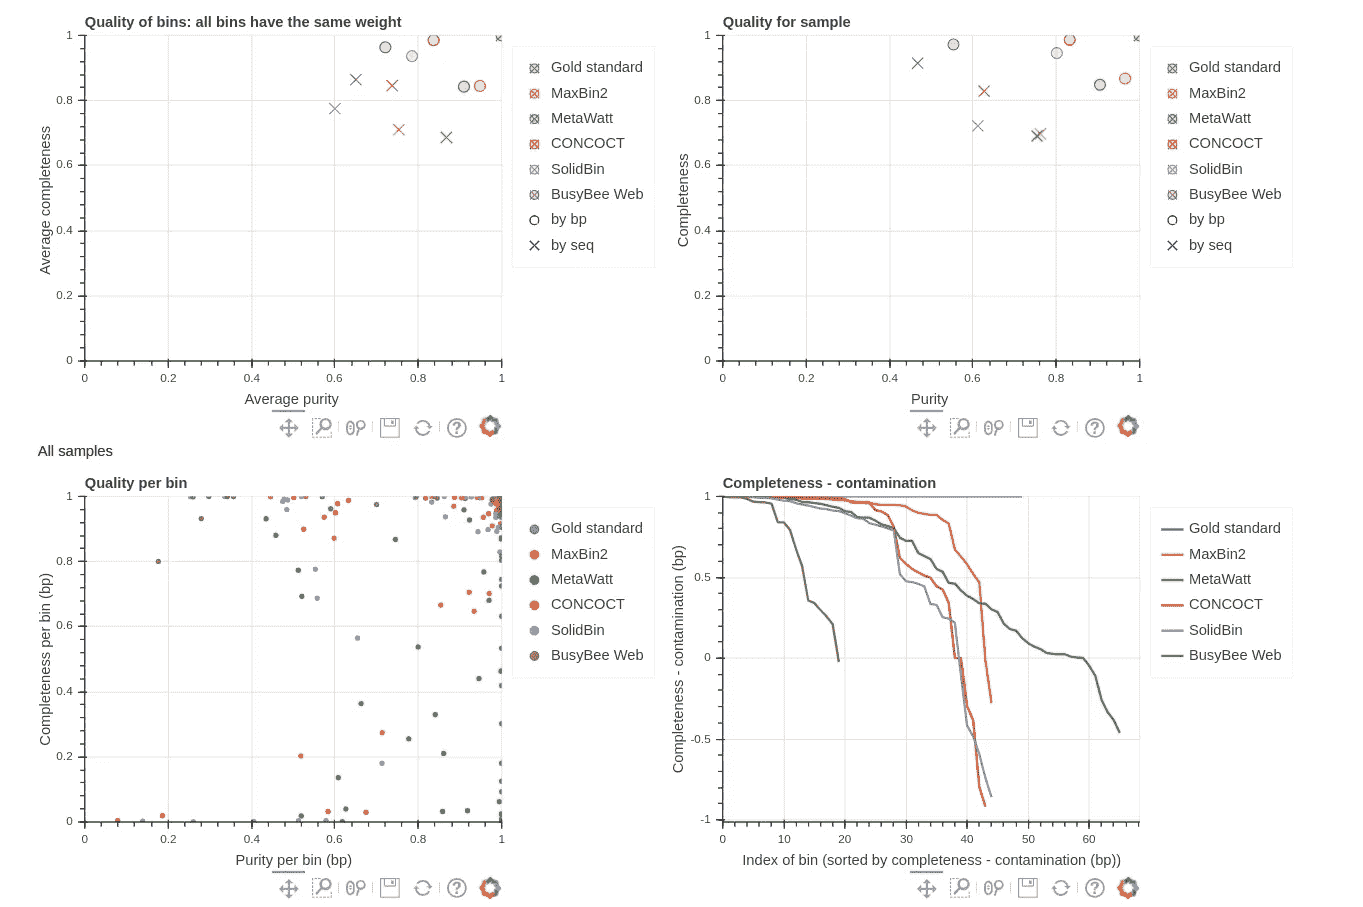 Quality of bins: all bins have the same weight
1
0.8
0.6
0.4
0.2
0
0 0.2 0.4 0.6 0.8 1
Average completeness
Average purity
Gold standard
MaxBin2
MetaWatt
CONCOCT
SolidBin
BusyBee Web
by bp
by seq
Quality for sample
1
0.8
0.6
0.4
0.2
0
0 0.2 0.4 0.6 0.8 1
Completeness
Purity
Gold standard
MaxBin2
MetaWatt
CONCOCT
SolidBin
BusyBee Web
by bp
by seq
All samples
Quality per bin
1
0.8
0.6
0.4
0.2
0
0 0.2 0.4 0.6 0.8 1
Completeness per bin (bp)
Purity per bin (bp)
Gold standard
MaxBin2
MetaWatt
CONCOCT
SolidBin
BusyBee Web
Completeness - contamination
1
0.5
0
-0.5
-1
0 10 20 30 40 50 60
Completeness - contamination (bp)
Index of bin (sorted by completeness - contamination (bp))
Gold standard
MaxBin2
MetaWatt
CONCOCT
SolidBin
BusyBee Web